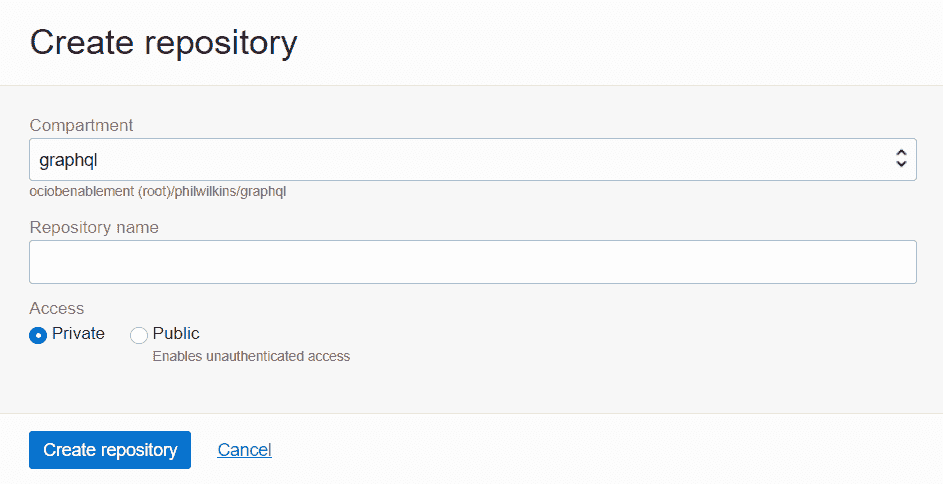 Create repository
Compartment
graphql
ociobenablement (root)/philwilkins/graphql
Repository name
Access
Private Public
Enables unauthenticated access
Create repository Cancel